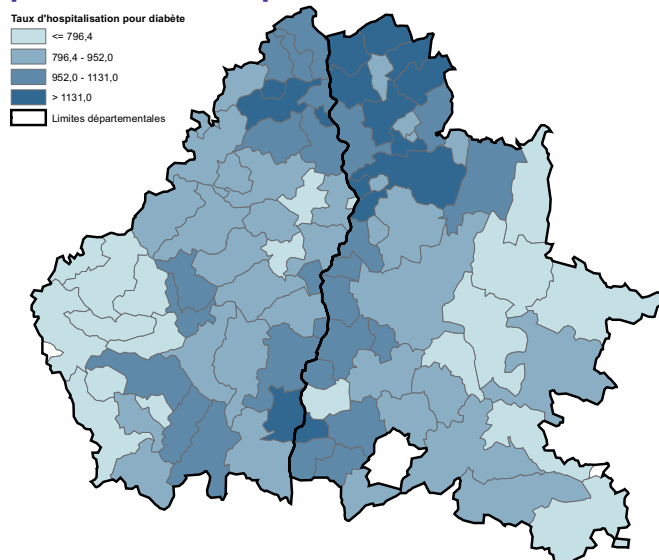 Taux d'hospitalisation pour diabète
<= 796,4
796,4 - 952,0
952,0 - 1131,0
> 1131,0
Limites départementales